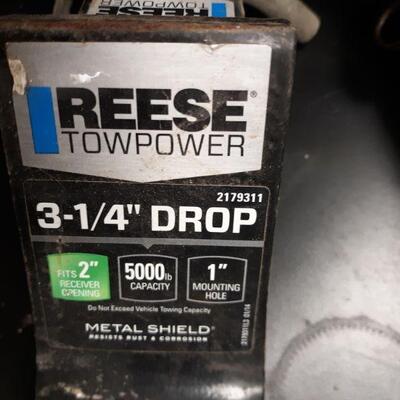 REESE
TOWPOWER
REESE®
TOWPOWER
2179311
3-1/4" DROP
FITS 2"
RECEIVER
OPENING
5000lb
CAPACITY
1"
MOUNTING
HOLE
Do Not Exceed Vehicle Towing Capacity
METAL SHIELD®
RESISTS RUST & CORROSION